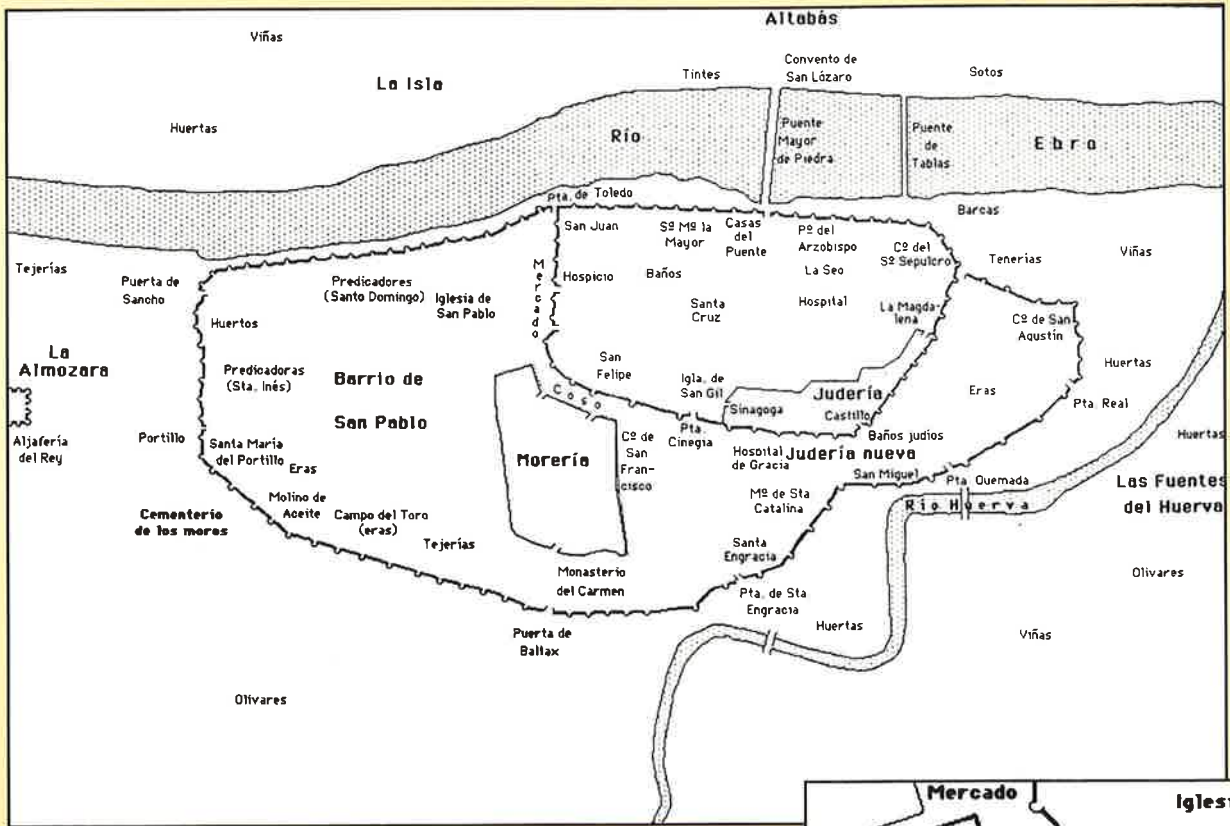 Altabás
Viñas
Convento de
San Lázaro
Tintes
Sotos
La Isla
Huertas
Río
Puente
Mayor
de Piedra
Puente
de
Tablas
Ebro
Pta. de Toledo
Barcas
San Juan
Sº Mº la
Mayor
Casas
del
Puente
Pº del
Arzobispo
Cº del
Sº Sepulcro
Viñas
Tejerías
Puerta de
Sancho
Predicadores
(Santo Domingo)
Iglesia de
San Pablo
Mercado
Hospicio
Baños
La Seo
Tenerías
Huertos
Santa
Cruz
Hospital
La Magda-
lena
Cº de San
Agustín
La
Almozara
Predicadoras
(Sta. Inés)
Barrio de
San Pablo
San
Felipe
Coso
Igla. de
San Gil
Judería
Sinagoga
Castillo
Eras
Huertas
Pta. Real
Aljafería
del Rey
Portillo
Santa María
del Portillo
Eras
Morería
Cº de
San
Fran-
cisco
Pta.
Cinegia
Hospital
de Gracia
Baños judios
Judería nueva
Huertas
San Miguel
Pta. Quemada
Las Fuentes
del Huerva
Molino de
Aceite
Mº de Sta
Catalina
Río Huerva
Cementerio
de los moros
Campo del Toro
(eras)
Tejerías
Santa
Engracia
Monasterio
del Carmen
Pta. de Sta
Engracia
Olivares
Huertas
Viñas
Puerta de
Baltax
Olivares
Mercado
Igles